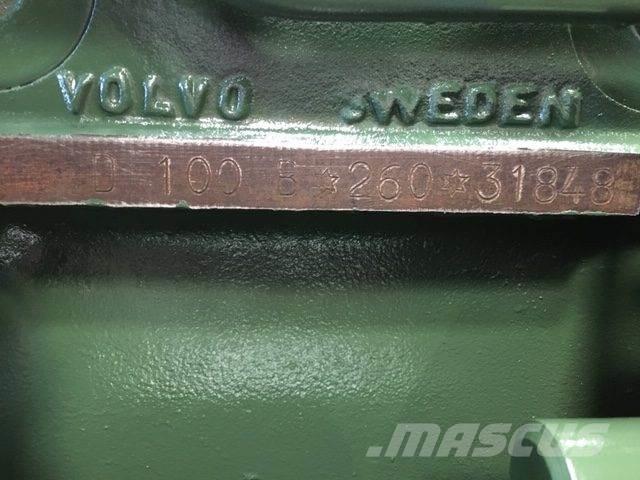 VOLVO SWEDEN
D 100 B ☆260☆31848
.MASCUS